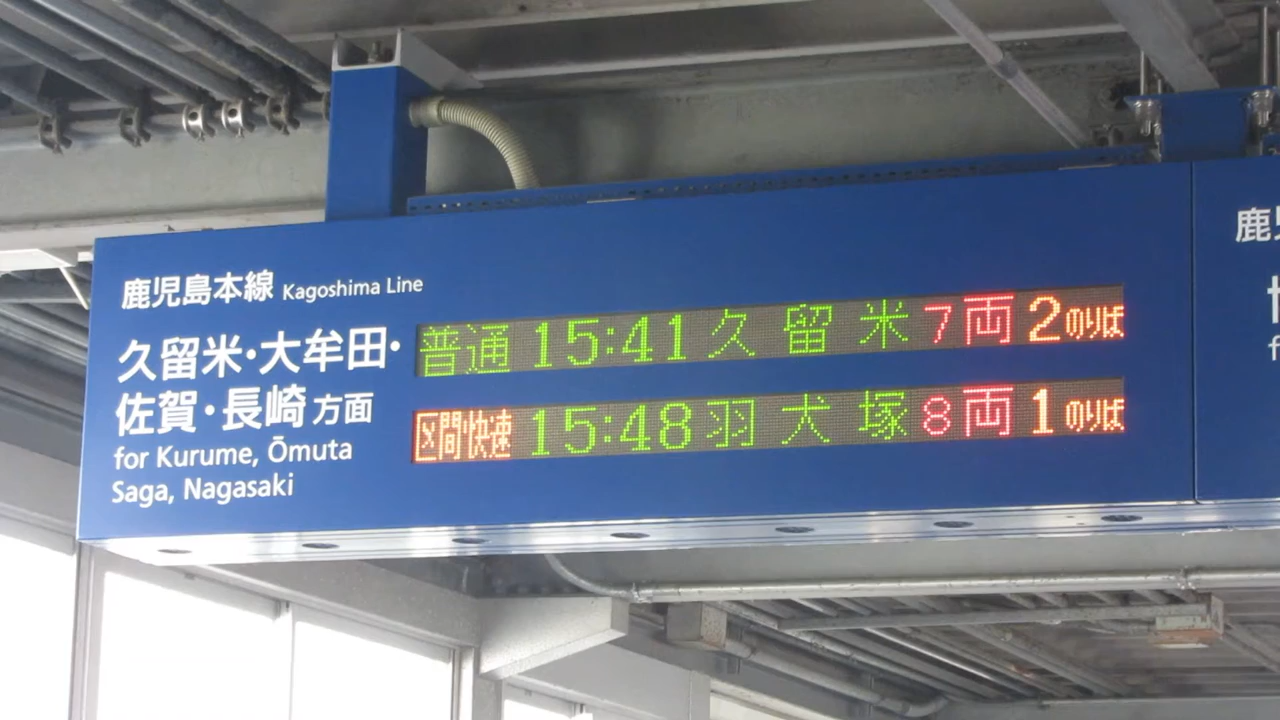 鹿児島本線 Kagoshima Line
久留米・大牟田・
佐賀・長崎方面
for Kurume, Ōmuta
Saga, Nagasaki
普通 15:41 久留米 7両 2のりば
区間快速 15:48 羽犬塚 8両 1のりば
鹿